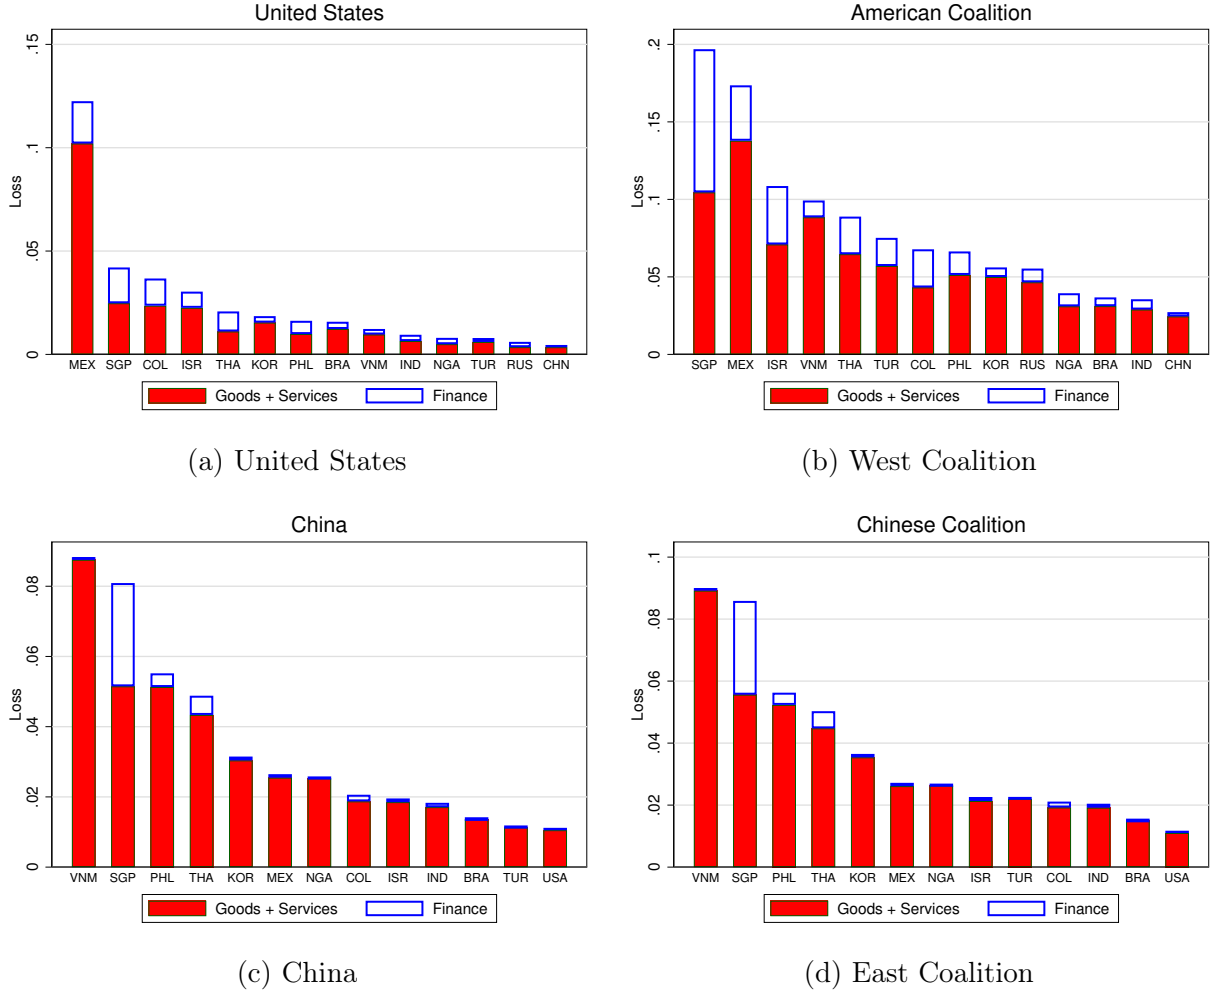 United States
Loss
.15
.1
.05
0
MEX SGP COL ISR THA KOR PHL BRA VNM IND NGA TUR RUS CHN
Goods + Services Finance
(a) United States
American Coalition
Loss
.2
.15
.1
.05
0
SGP MEX ISR VNM THA TUR COL PHL KOR RUS NGA BRA IND CHN
Goods + Services Finance
(b) West Coalition
China
Loss
.08
.06
.04
.02
0
VNM SGP PHL THA KOR MEX NGA COL ISR IND BRA TUR USA
Goods + Services Finance
(c) China
Chinese Coalition
Loss
.1
.08
.06
.04
.02
0
VNM SGP PHL THA KOR MEX NGA ISR TUR COL IND BRA USA
Goods + Services Finance
(d) East Coalition